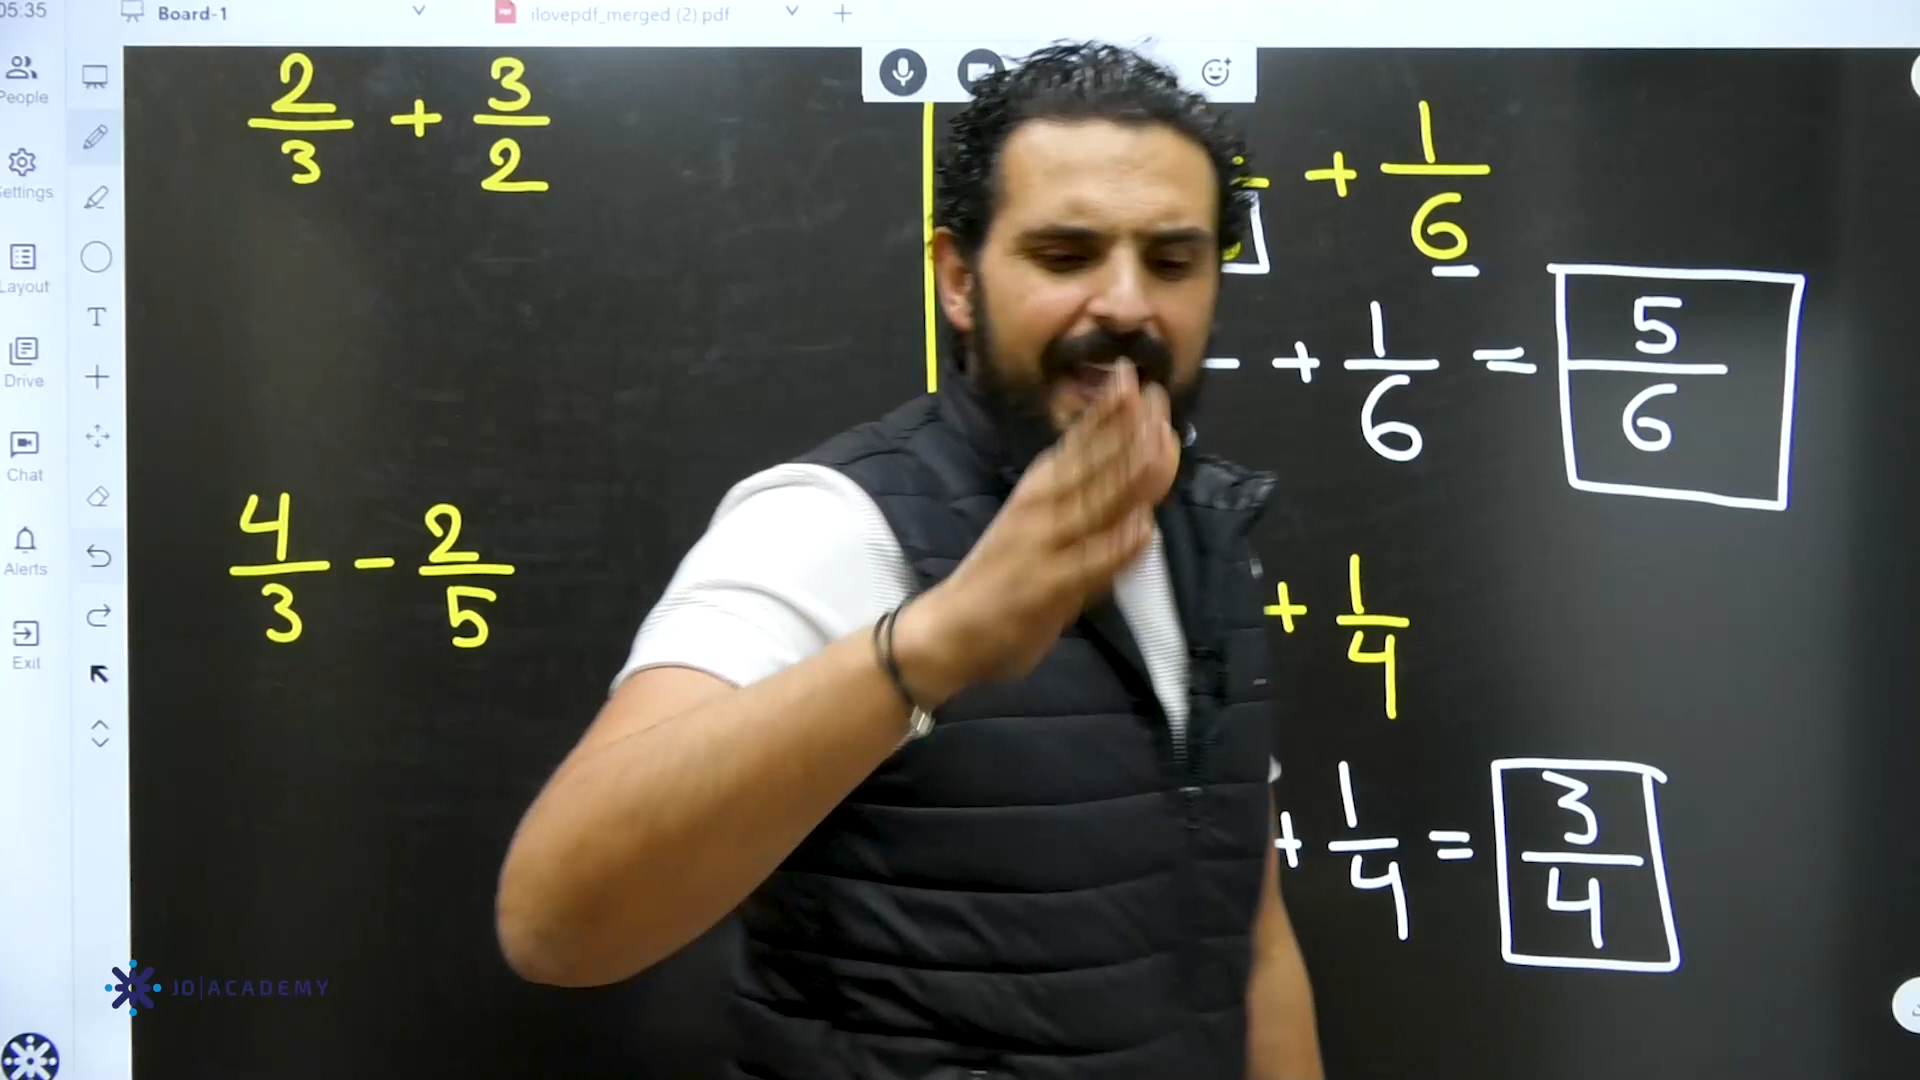 05:35
Board-1
ilovepdf_merged (2) pdf
People
Settings
Layout
Drive
Chat
Alerts
Exit
T
2/3 + 3/2
4/3 - 2/5
+ 1/6
+ 1/6 = 5/6
+ 1/4
+ 1/4 = 3/4
JO|ACADEMY